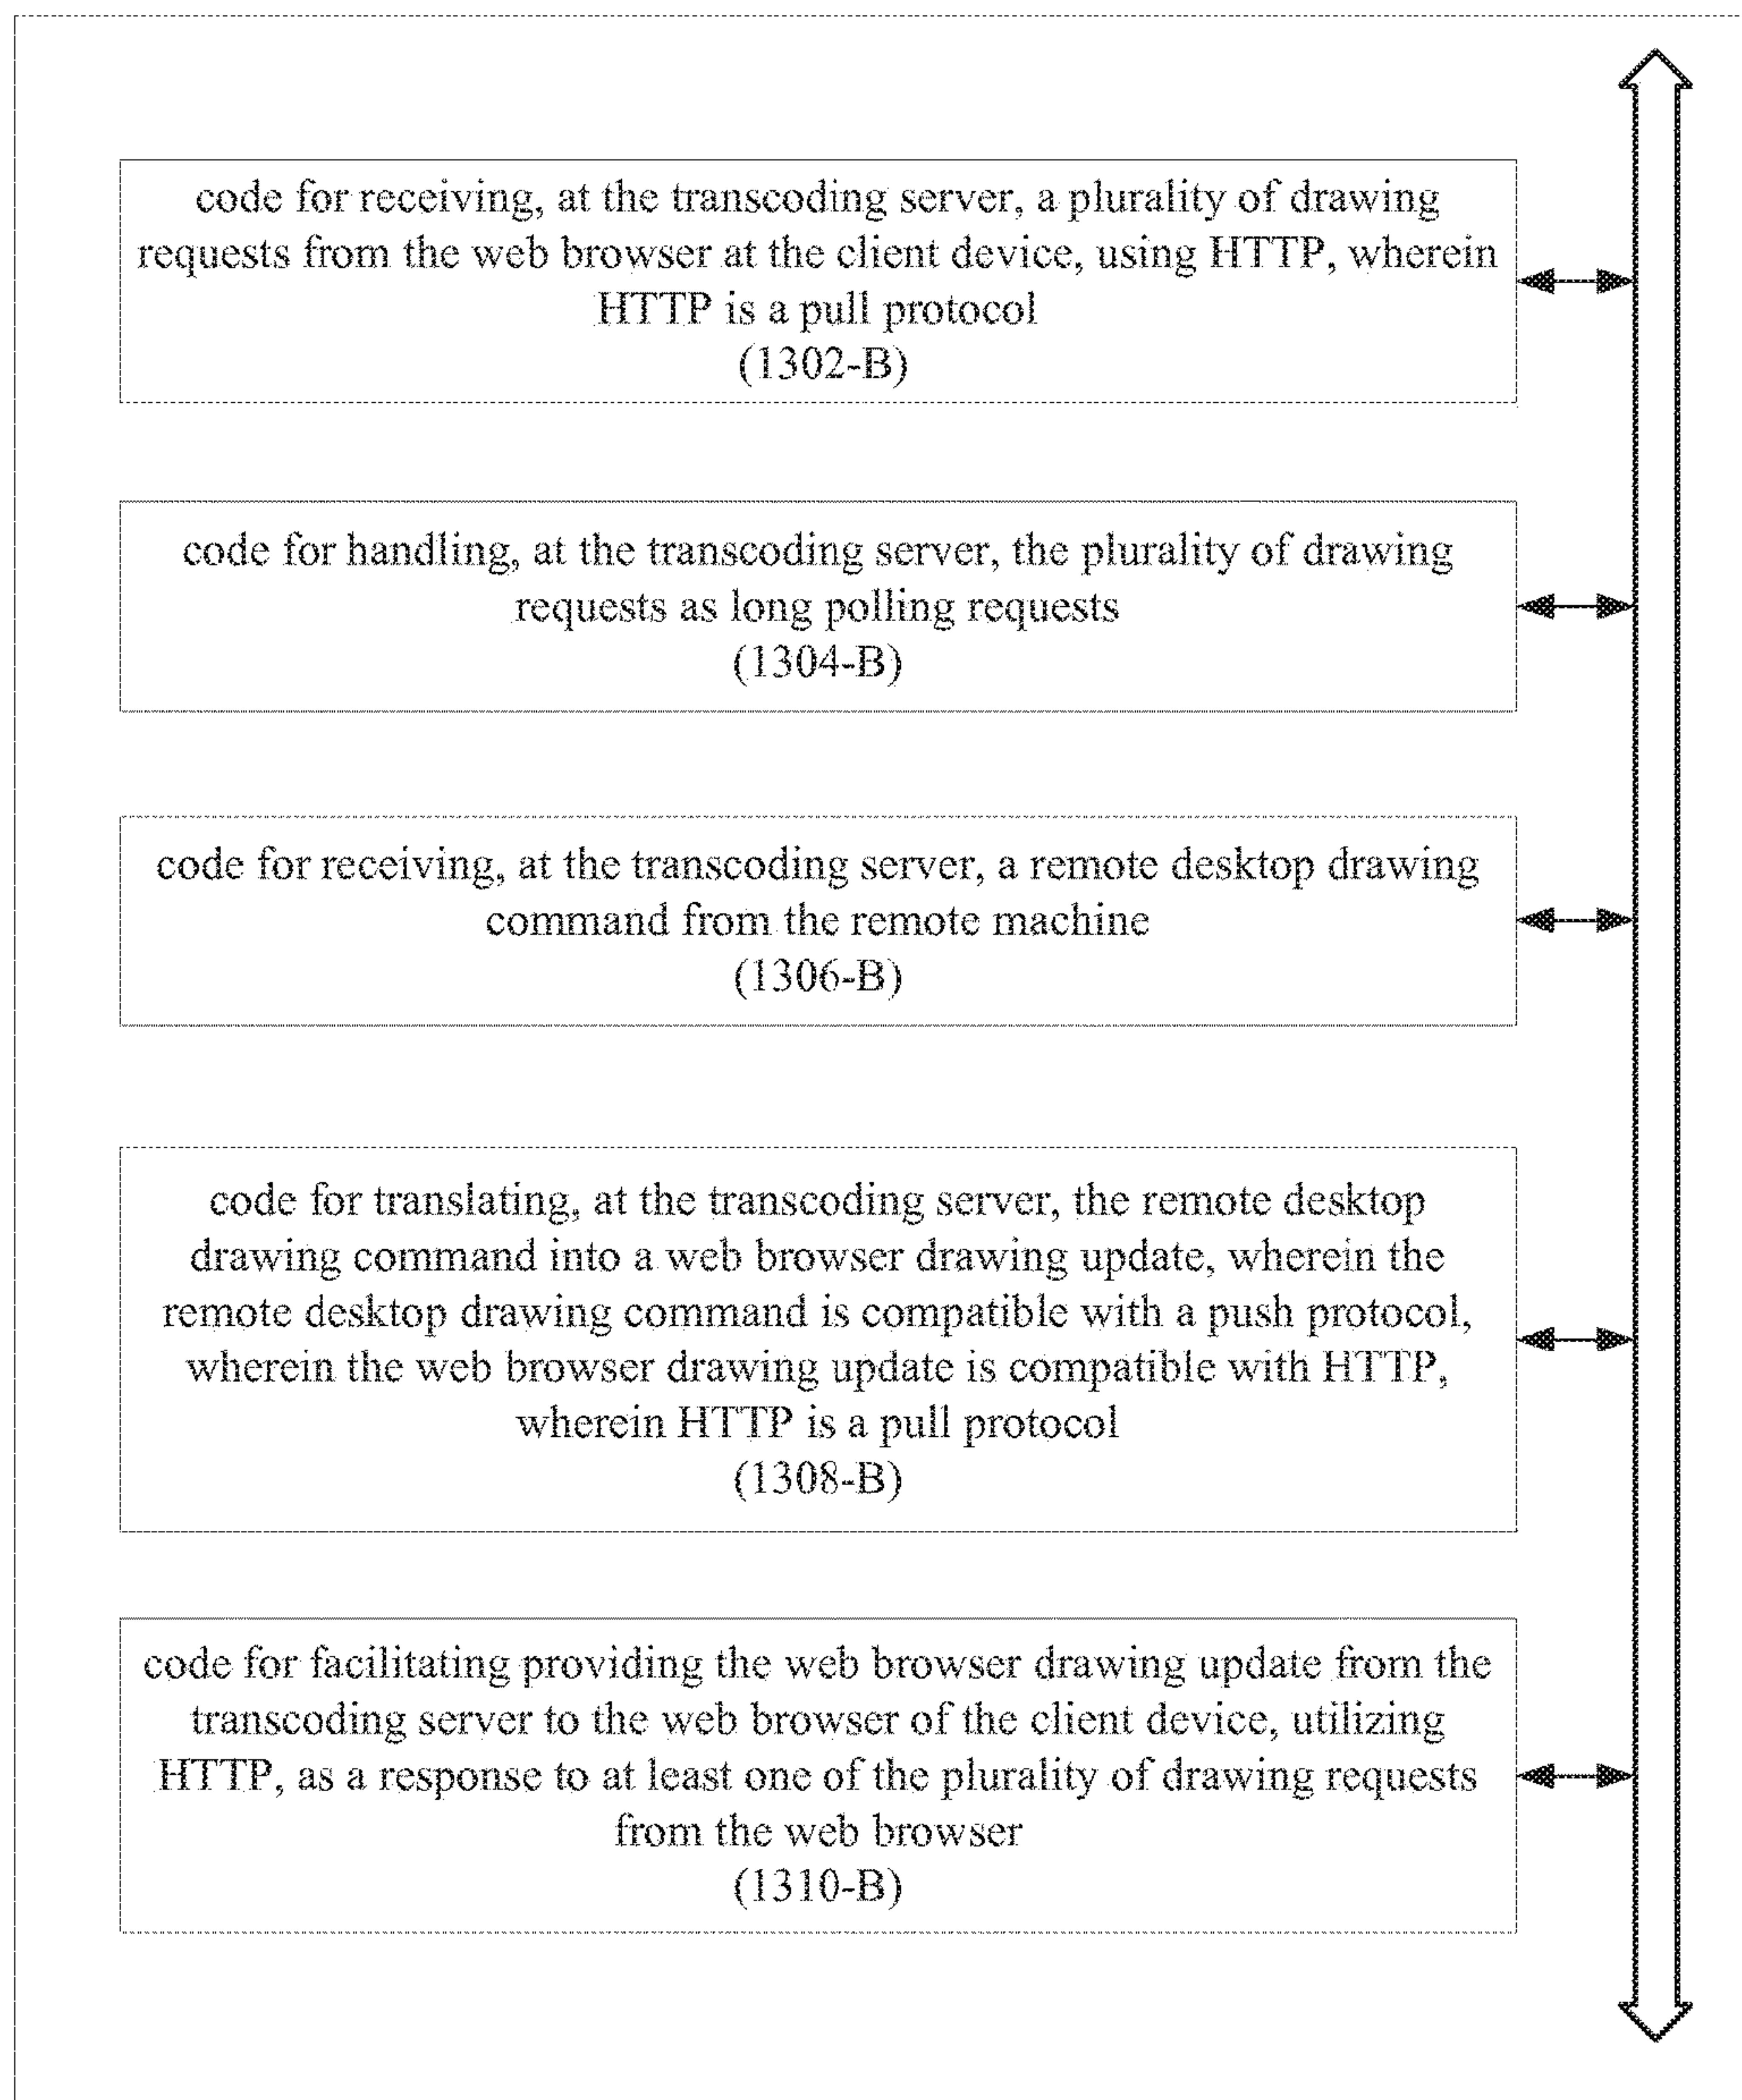 code for receiving, at the transcoding server, a plurality of drawing
requests from the web browser at the client device, using HTTP, wherein
HTTP is a pull protocol
(1302-B)
code for handling, at the transcoding server, the plurality of drawing
requests as long polling requests
(1304-B)
code for receiving, at the transcoding server, a remote desktop drawing
command from the remote machine
(1306-B)
code for translating, at the transcoding server, the remote desktop
drawing command into a web browser drawing update, wherein the
remote desktop drawing command is compatible with a push protocol,
wherein the web browser drawing update is compatible with HTTP,
wherein HTTP is a pull protocol
(1308-B)
code for facilitating providing the web browser drawing update from the
transcoding server to the web browser of the client device, utilizing
HTTP, as a response to at least one of the plurality of drawing requests
from the web browser
(1310-B)